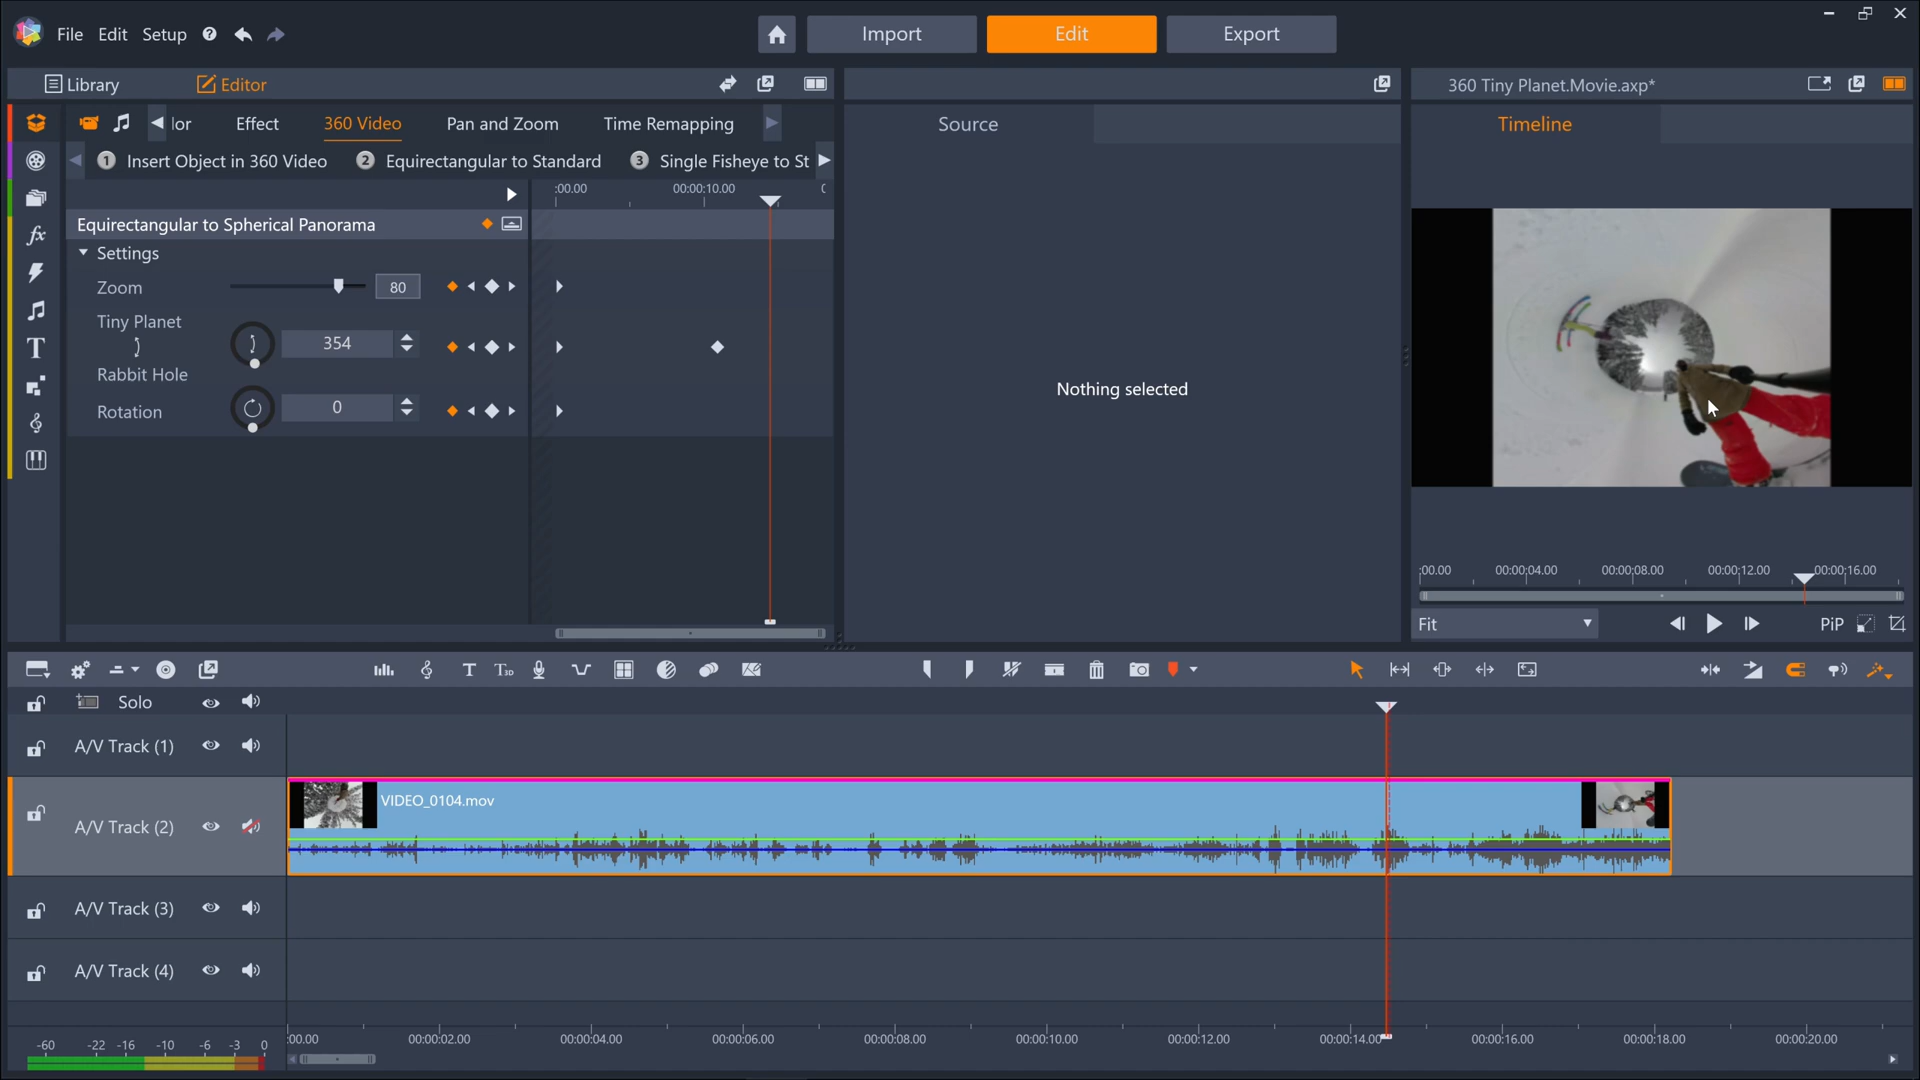 File Edit Setup
Import Edit Export
Library Editor
360 Tiny Planet.Movie.axp*
lor Effect 360 Video Pan and Zoom Time Remapping
Source
Timeline
1 Insert Object in 360 Video 2 Equirectangular to Standard 3 Single Fisheye to St
:00.00 00:00:10.00 0
Equirectangular to Spherical Panorama
Settings
Zoom 80
Tiny Planet
354
Rabbit Hole
Rotation 0
Nothing selected
:00.00 00:00:04.00 00:00:08.00 00:00:12.00 00:00:16.00
Fit PiP
T T3D
Solo
A/V Track (1)
VIDEO_0104.mov
A/V Track (2)
A/V Track (3)
A/V Track (4)
:00.00 00:00:02.00 00:00:04.00 00:00:06.00 00:00:08.00 00:00:10.00 00:00:12.00 00:00:14.00 00:00:16.00 00:00:18.00 00:00:20.00
-60 -22 -16 -10 -6 -3 0